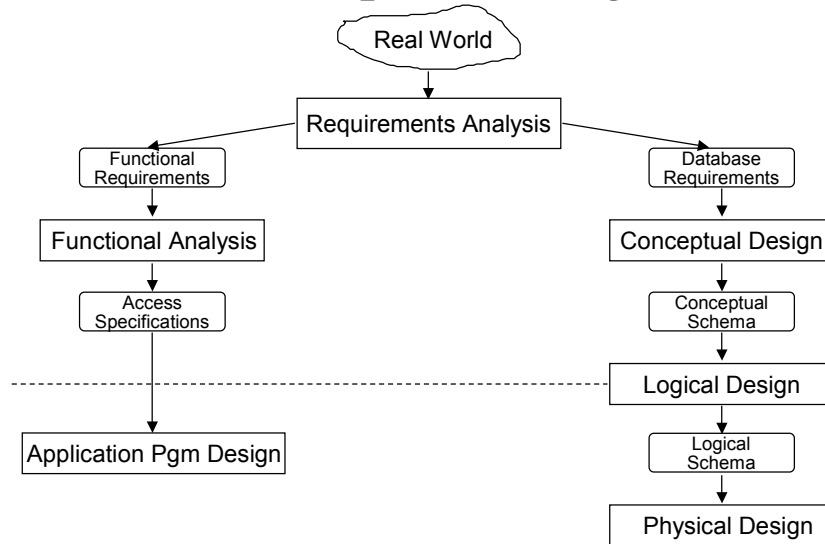 Real World
Requirements Analysis
Functional
Requirements
Database
Requirements
Functional Analysis
Conceptual Design
Access
Specifications
Conceptual
Schema
Logical Design
Application Pgm Design
Logical
Schema
Physical Design